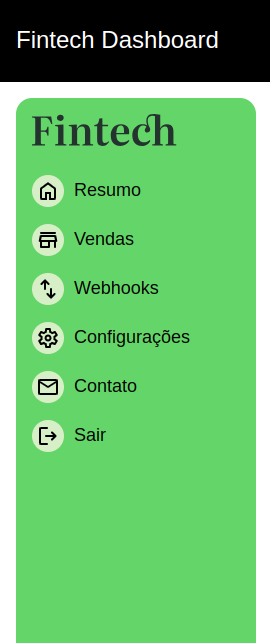 Fintech Dashboard
Fintech
Resumo
Vendas
Webhooks
Configurações
Contato
Sair